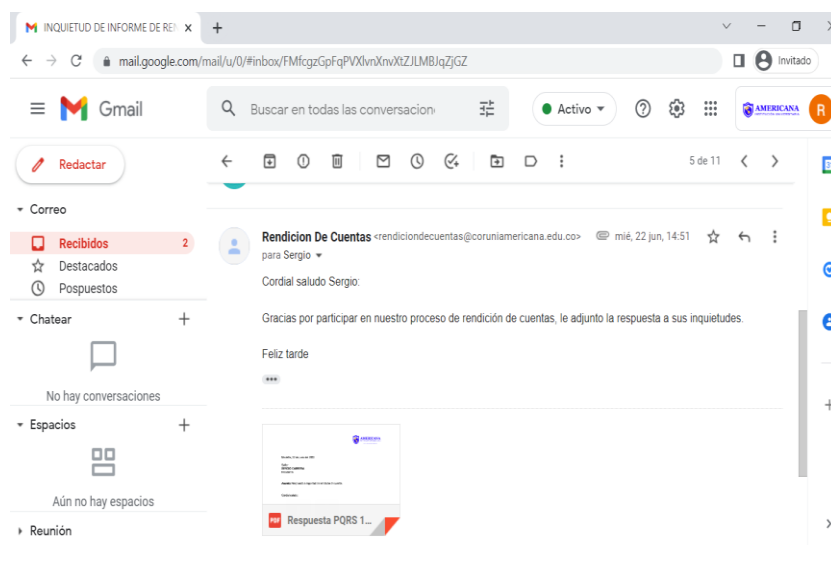 INQUIETUD DE INFORME DE REN
mail.google.com/mail/u/0/#inbox/FMfcgzGpFqPVXlvnXnvXtZJLMBJqZjGZ
Invitado
Gmail
Buscar en todas las conversacion
Activo
AMERICANA
R
Redactar
5 de 11
Correo
Recibidos 2
Destacados
Pospuestos
Chatear
No hay conversaciones
Espacios
Aún no hay espacios
Reunión
Rendicion De Cuentas <rendiciondecuentas@coruniamericana.edu.co> mié, 22 jun, 14:51
para Sergio
Cordial saludo Sergio:
Gracias por participar en nuestro proceso de rendición de cuentas, le adjunto la respuesta a sus inquietudes.
Feliz tarde
AMERICANA
PDF Respuesta PQRS 1...